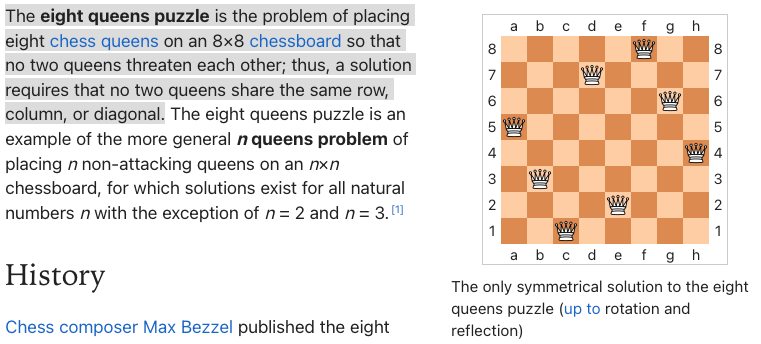 The eight queens puzzle is the problem of placing
eight chess queens on an 8×8 chessboard so that
no two queens threaten each other; thus, a solution
requires that no two queens share the same row,
column, or diagonal. The eight queens puzzle is an
example of the more general n queens problem of
placing n non-attacking queens on an n×n
chessboard, for which solutions exist for all natural
numbers n with the exception of n = 2 and n = 3.[1]
History
Chess composer Max Bezzel published the eight
a b c d e f g h
8 8
7 7
6 6
5 5
4 4
3 3
2 2
1 1
a b c d e f g h
The only symmetrical solution to the eight
queens puzzle (up to rotation and
reflection)